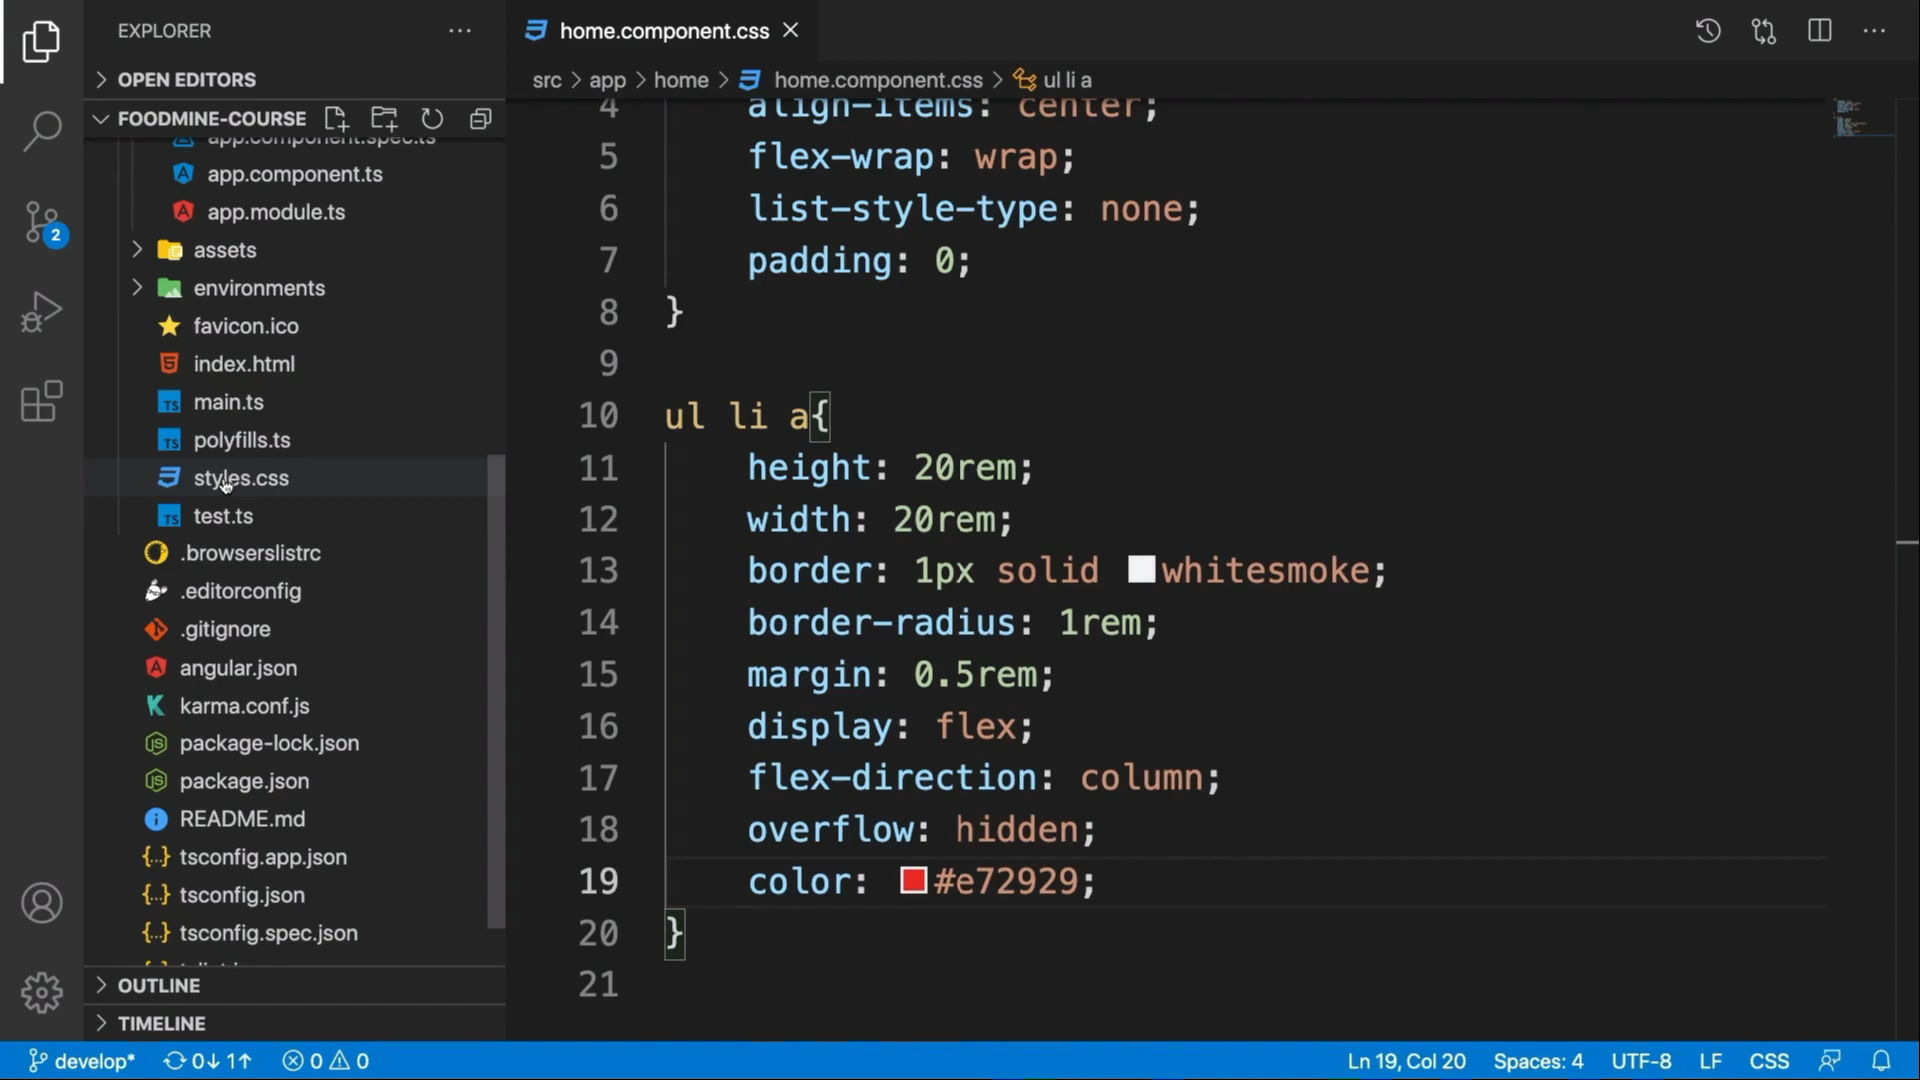 EXPLORER
OPEN EDITORS
FOODMINE-COURSE
app.component.spec.ts
app.component.ts
app.module.ts
assets
environments
favicon.ico
index.html
main.ts
polyfills.ts
styles.css
test.ts
.browserslistrc
.editorconfig
.gitignore
angular.json
karma.conf.js
package-lock.json
package.json
README.md
tsconfig.app.json
tsconfig.json
tsconfig.spec.json
OUTLINE
TIMELINE
2
home.component.css
src > app > home > home.component.css > ul li a
4 align-items: center;
5 flex-wrap: wrap;
6 list-style-type: none;
7 padding: 0;
8 }
9
10 ul li a{
11 height: 20rem;
12 width: 20rem;
13 border: 1px solid whitesmoke;
14 border-radius: 1rem;
15 margin: 0.5rem;
16 display: flex;
17 flex-direction: column;
18 overflow: hidden;
19 color: #e72929;
20 }
21
develop* 0↓ 1↑ 0 0 Ln 19, Col 20 Spaces: 4 UTF-8 LF CSS